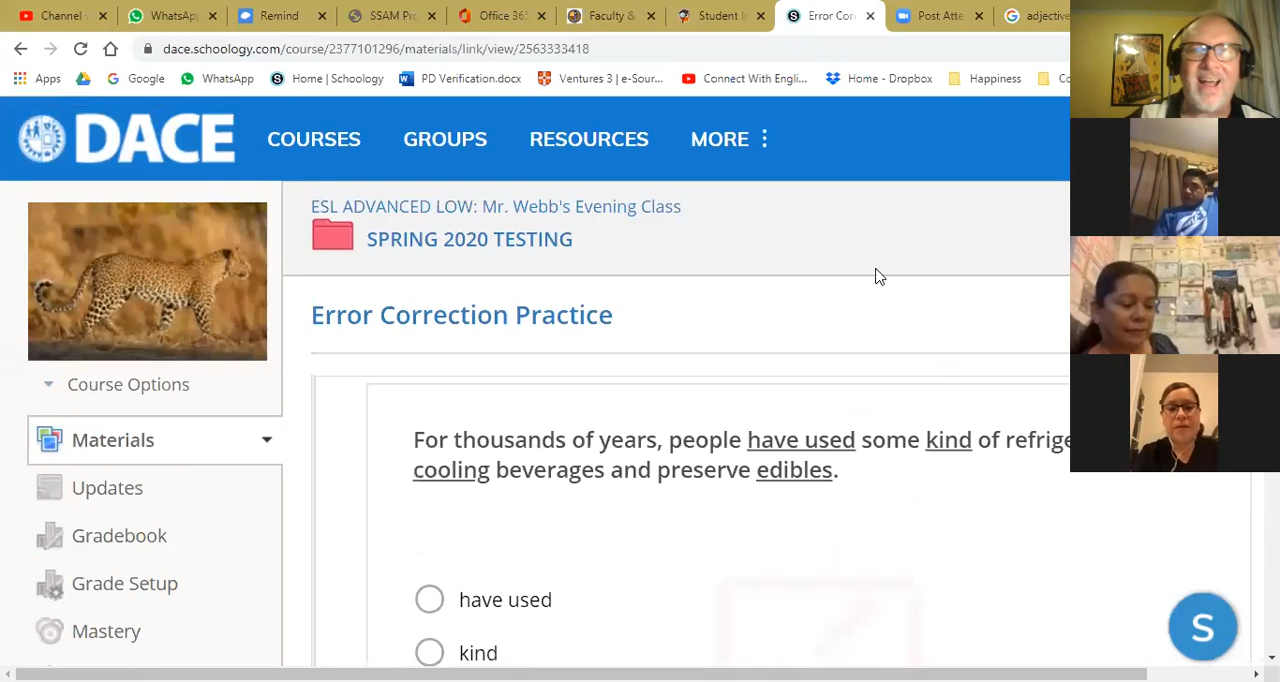 Channel
WhatsApp
Remind
SSAM Pro
Office 365
Faculty &
Student In
Error Cor
Post Atte
adjective
dace.schoology.com/course/2377101296/materials/link/view/2563333418
Apps
Google
WhatsApp
Home | Schoology
PD Verification.docx
Ventures 3 | e-Sour...
Connect With Engli...
Home - Dropbox
Happiness
DACE
COURSES
GROUPS
RESOURCES
MORE
ESL ADVANCED LOW: Mr. Webb's Evening Class
SPRING 2020 TESTING
Error Correction Practice
Course Options
Materials
Updates
Gradebook
Grade Setup
Mastery
For thousands of years, people have used some kind of refrige
cooling beverages and preserve edibles.
have used
kind
S